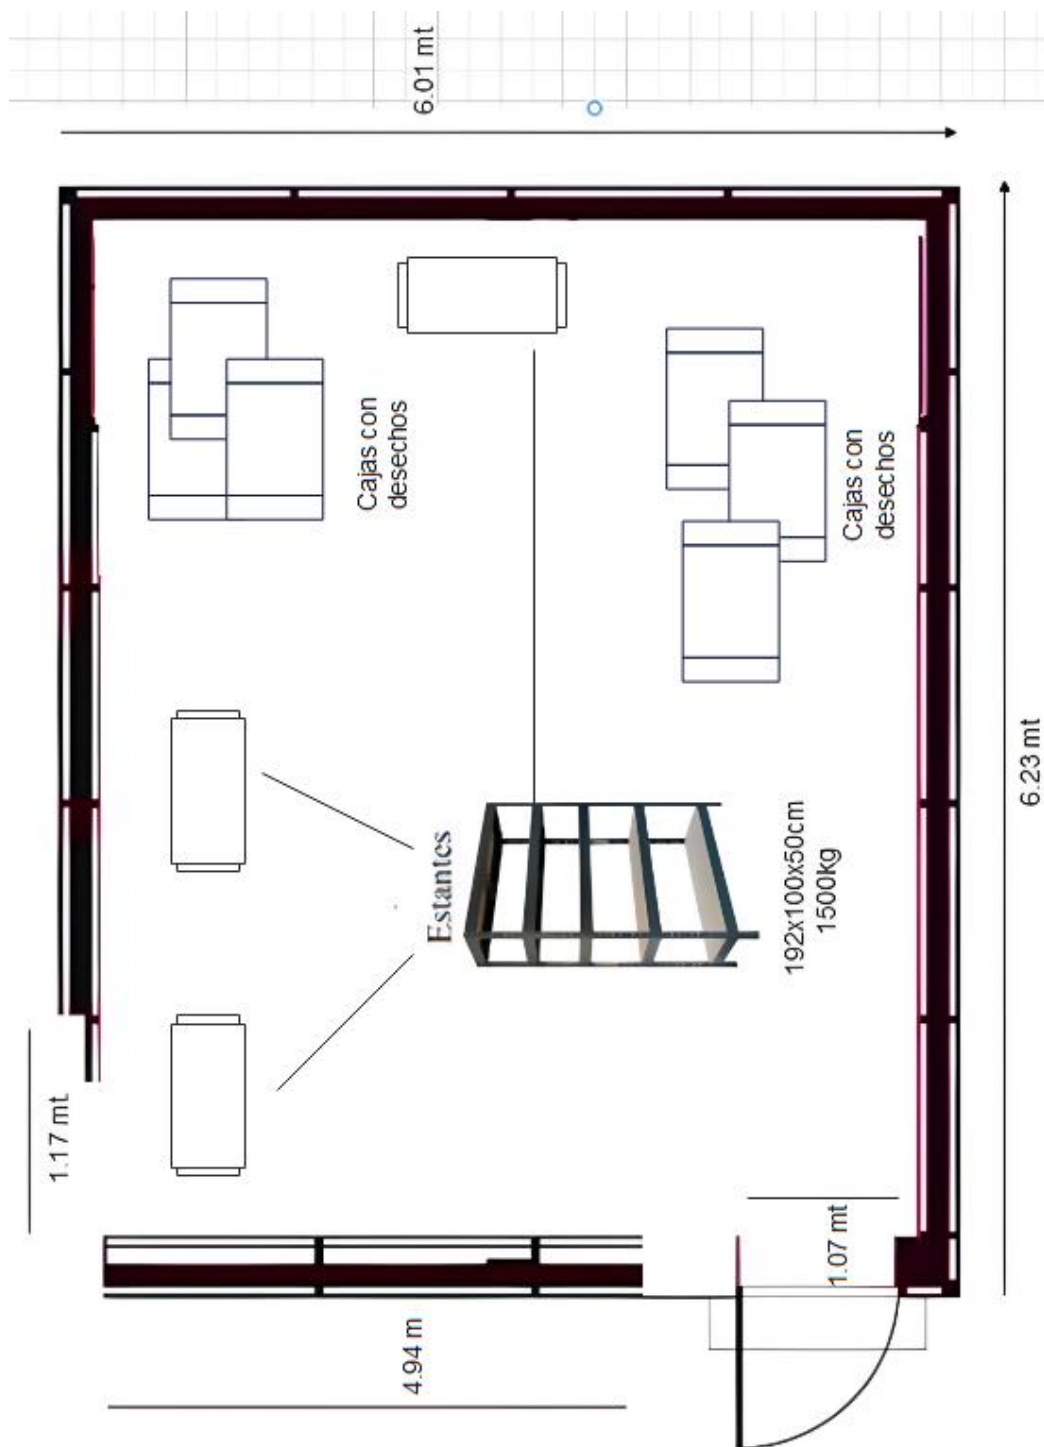 6.01 mt
Cajas con
desechos
Cajas con
desechos
6.23 mt
Estantes
192x100x50cm
1500Kg
1.17 mt.
1.07 mt
4.94 m